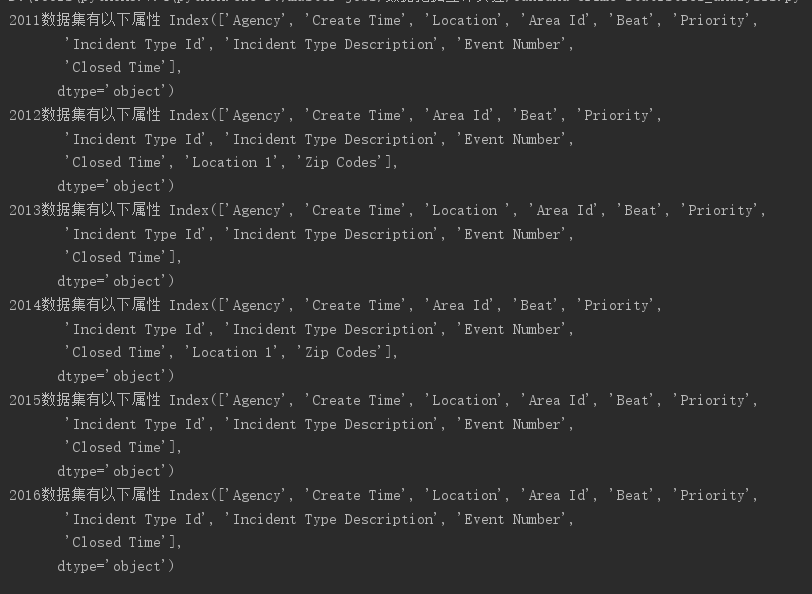 2011数据集有以下属性 Index(['Agency', 'Create Time', 'Location', 'Area Id', 'Beat', 'Priority',
'Incident Type Id', 'Incident Type Description', 'Event Number',
'Closed Time'],
dtype='object')
2012数据集有以下属性 Index(['Agency', 'Create Time', 'Area Id', 'Beat', 'Priority',
'Incident Type Id', 'Incident Type Description', 'Event Number',
'Closed Time', 'Location 1', 'Zip Codes'],
dtype='object')
2013数据集有以下属性 Index(['Agency', 'Create Time', 'Location ', 'Area Id', 'Beat', 'Priority',
'Incident Type Id', 'Incident Type Description', 'Event Number',
'Closed Time'],
dtype='object')
2014数据集有以下属性 Index(['Agency', 'Create Time', 'Area Id', 'Beat', 'Priority',
'Incident Type Id', 'Incident Type Description', 'Event Number',
'Closed Time', 'Location 1', 'Zip Codes'],
dtype='object')
2015数据集有以下属性 Index(['Agency', 'Create Time', 'Location', 'Area Id', 'Beat', 'Priority',
'Incident Type Id', 'Incident Type Description', 'Event Number',
'Closed Time'],
dtype='object')
2016数据集有以下属性 Index(['Agency', 'Create Time', 'Location', 'Area Id', 'Beat', 'Priority',
'Incident Type Id', 'Incident Type Description', 'Event Number',
'Closed Time'],
dtype='object')